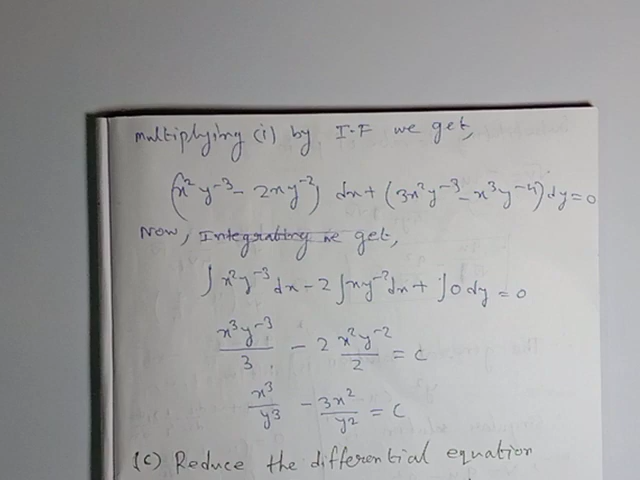 multiplying (i) by I.F we get,
(x² y⁻³ - 2xy⁻²) dx + (3x²y⁻³ - x³y⁻⁴) dy = 0
Now, Integrating we get,
∫ x²y⁻³ dx - 2 ∫ xy⁻² dx + ∫ 0 dy = 0
x³y⁻³/3 - 2 x²y⁻²/2 = c
x³/y³ - 3x²/y² = c
(c) Reduce the differential equation